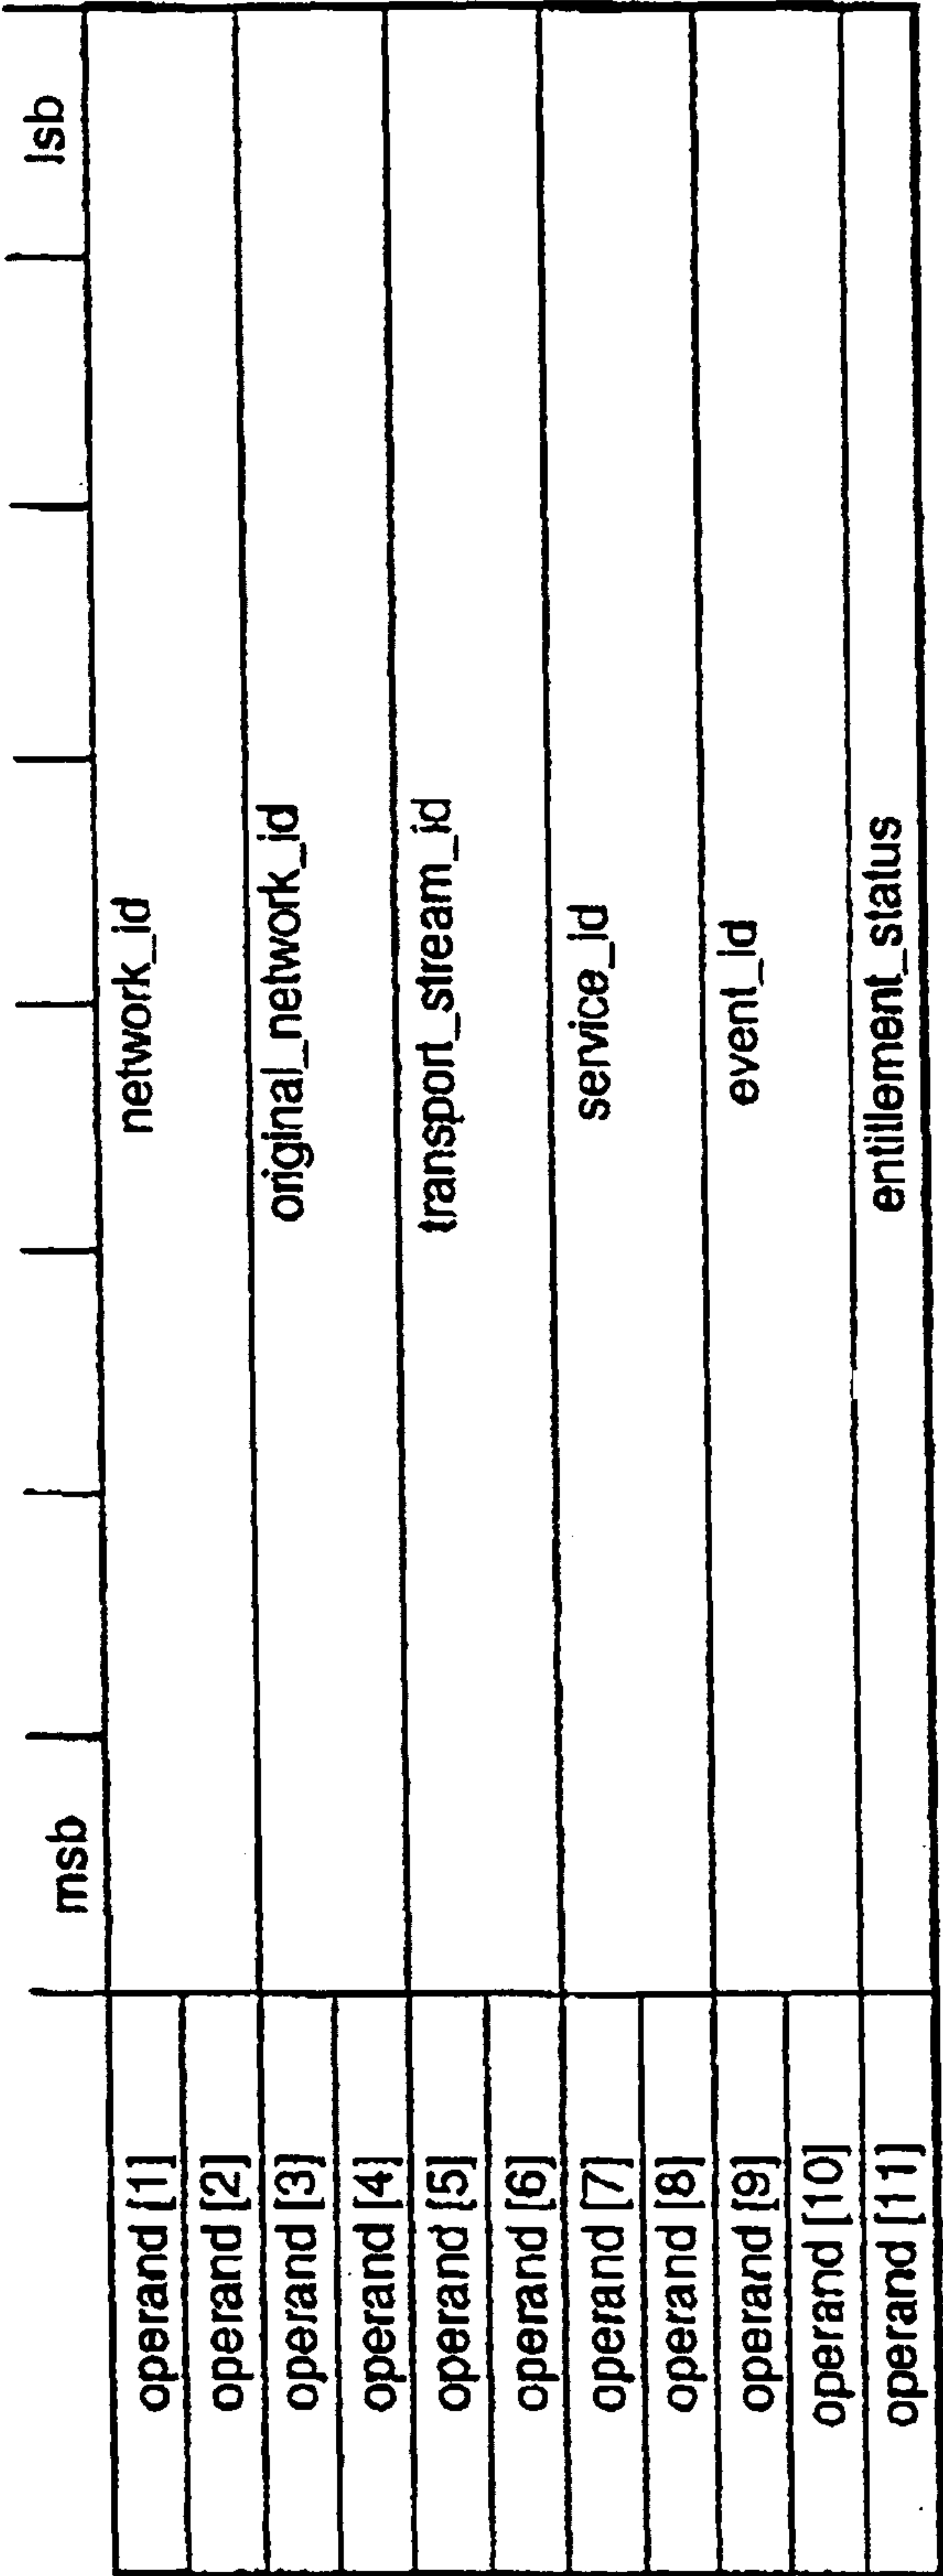 msb lsb
operand [1] network_id
operand [2]
operand [3] original_network_id
operand [4]
operand [5] transport_stream_id
operand [6]
operand [7] service_id
operand [8]
operand [9] event_id
operand [10]
operand [11] entitlement_status